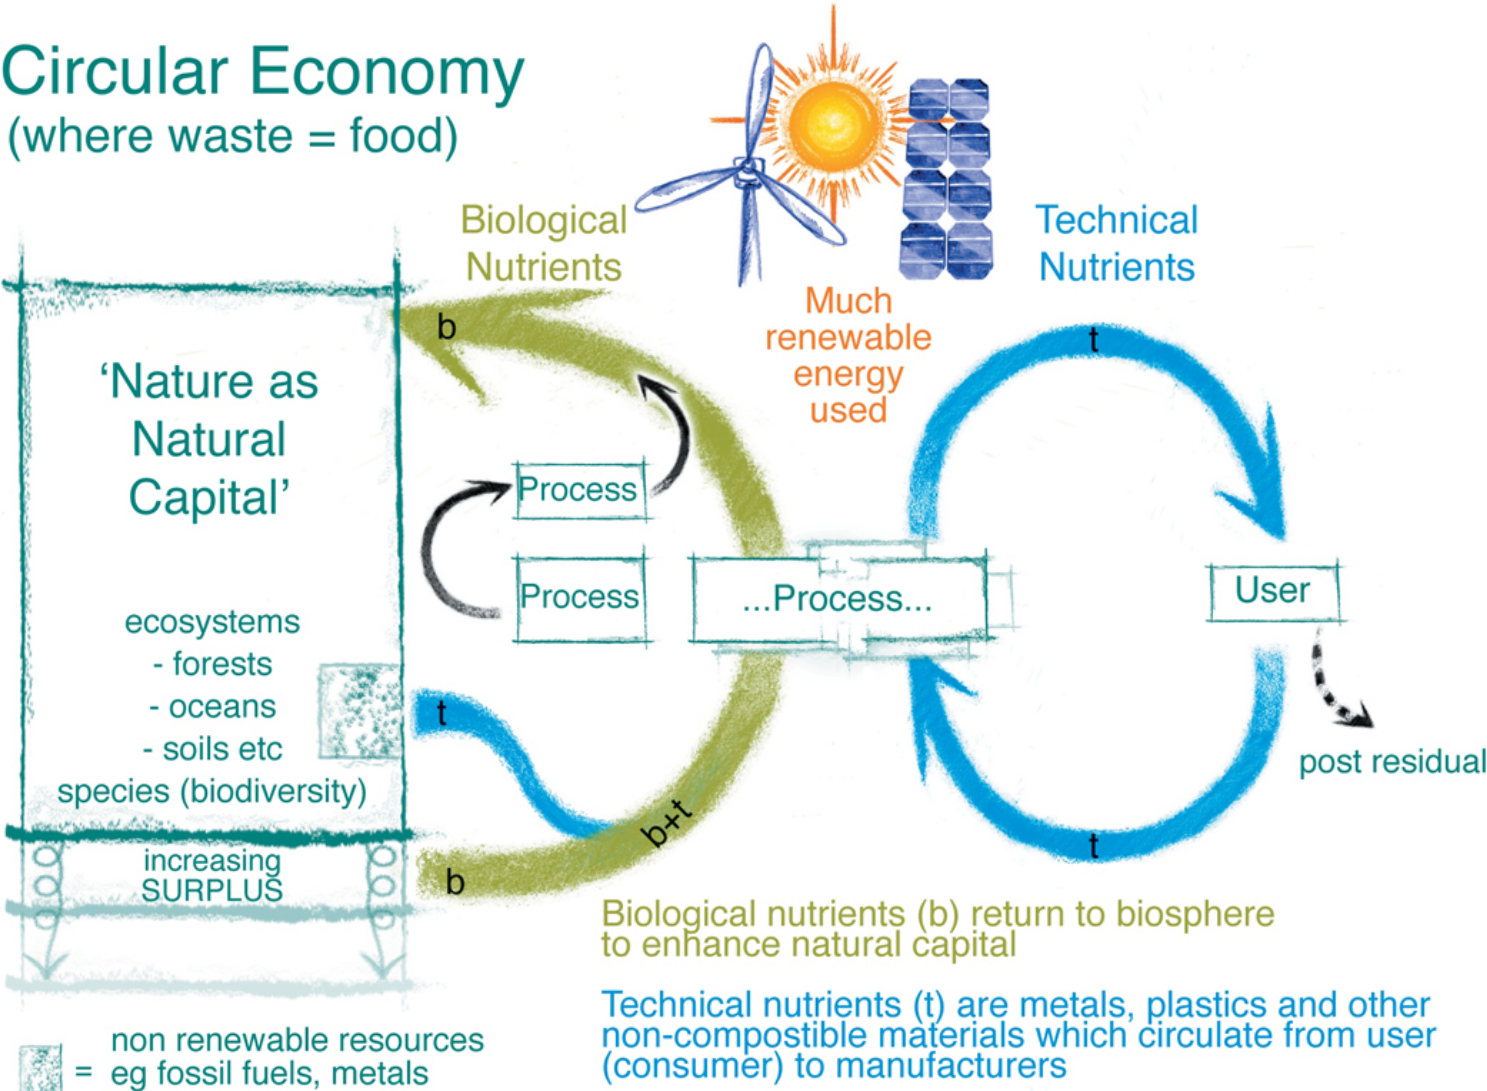 Circular Economy
(where waste = food)
Biological
Nutrients
Technical
Nutrients
Much
renewable
energy
used
b
t
‘Nature as
Natural
Capital’
Process
Process
...Process...
User
ecosystems
- forests
- oceans
- soils etc
species (biodiversity)
t
post residual
b+t
t
increasing
SURPLUS
b
Biological nutrients (b) return to biosphere
to enhance natural capital
Technical nutrients (t) are metals, plastics and other
non-compostible materials which circulate from user
(consumer) to manufacturers
non renewable resources
= eg fossil fuels, metals